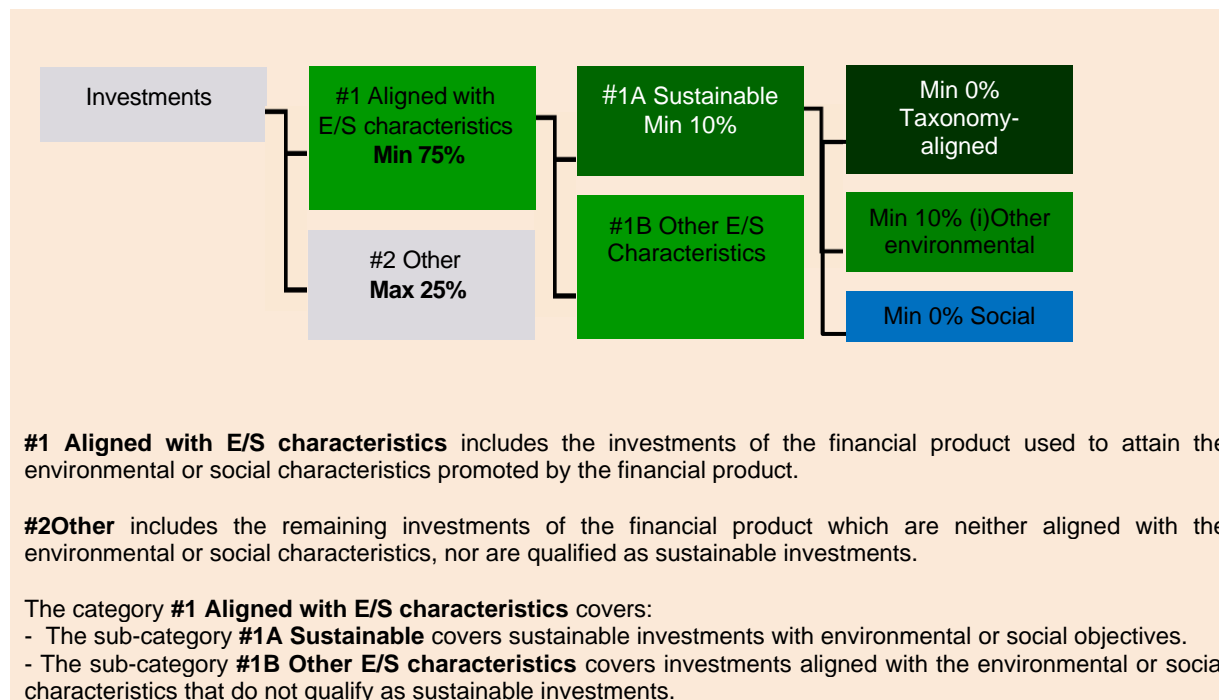 Investments
#1 Aligned with
E/S characteristics
Min 75%
#2 Other
Max 25%
#1A Sustainable
Min 10%
#1B Other E/S
Characteristics
Min 0%
Taxonomy-
aligned
Min 10% (i)Other
environmental
Min 0% Social
#1 Aligned with E/S characteristics includes the investments of the financial product used to attain the
environmental or social characteristics promoted by the financial product.
#2Other includes the remaining investments of the financial product which are neither aligned with the
environmental or social characteristics, nor are qualified as sustainable investments.
The category #1 Aligned with E/S characteristics covers:
- The sub-category #1A Sustainable covers sustainable investments with environmental or social objectives.
- The sub-category #1B Other E/S characteristics covers investments aligned with the environmental or social
characteristics that do not qualify as sustainable investments.